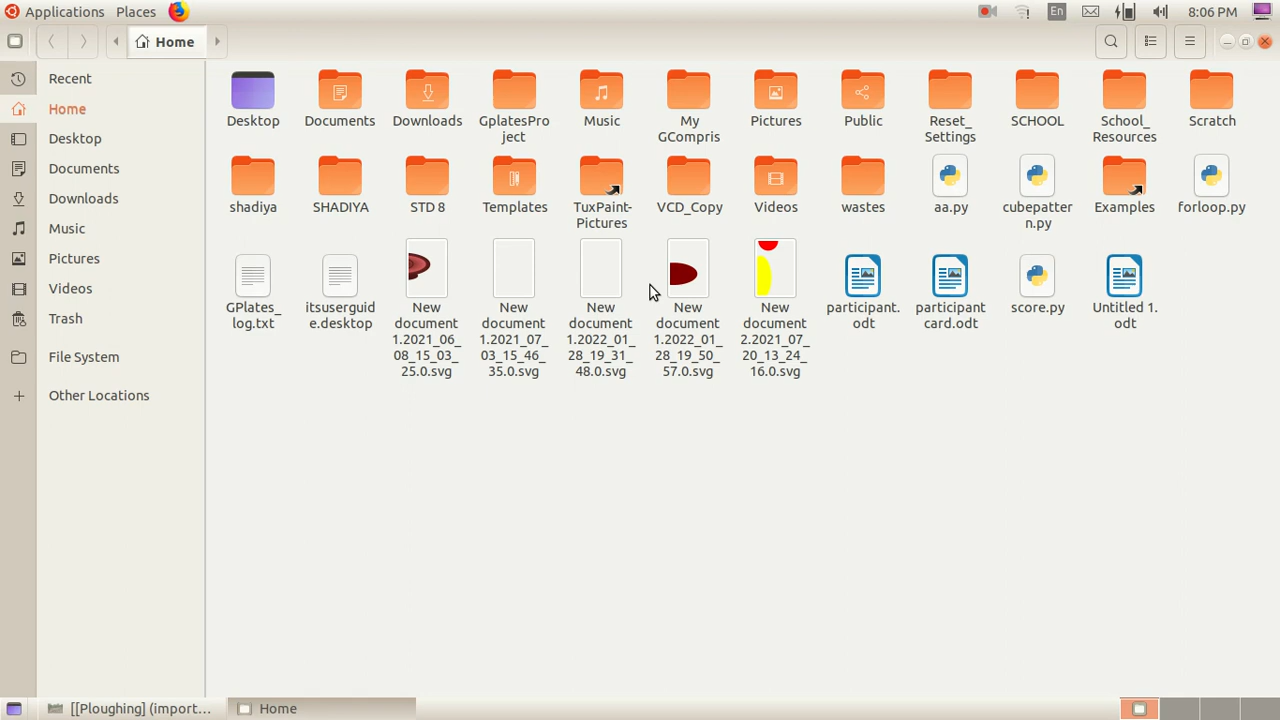 Applications Places En 8:06 PM
Home
Recent
Home
Desktop
Documents
Downloads
Music
Pictures
Videos
Trash
File System
Other Locations
Desktop
Documents
Downloads
GplatesPro
ject
Music
My
GCompris
Pictures
Public
Reset_
Settings
SCHOOL
School_
Resources
Scratch
shadiya
SHADIYA
STD 8
Templates
TuxPaint-
Pictures
VCD_Copy
Videos
wastes
aa.py
cubepatter
n.py
Examples
forloop.py
GPlates_
log.txt
itsusergui
de.desktop
New
document
1.2021_06_
08_15_03_
25.0.svg
New
document
1.2021_07_
03_15_46_
35.0.svg
New
document
1.2022_01_
28_19_31_
48.0.svg
New
document
1.2022_01_
28_19_50_
57.0.svg
New
document
2.2021_07_
20_13_24_
16.0.svg
participant.
odt
participant
card.odt
score.py
Untitled 1.
odt
[[Ploughing] (import...
Home